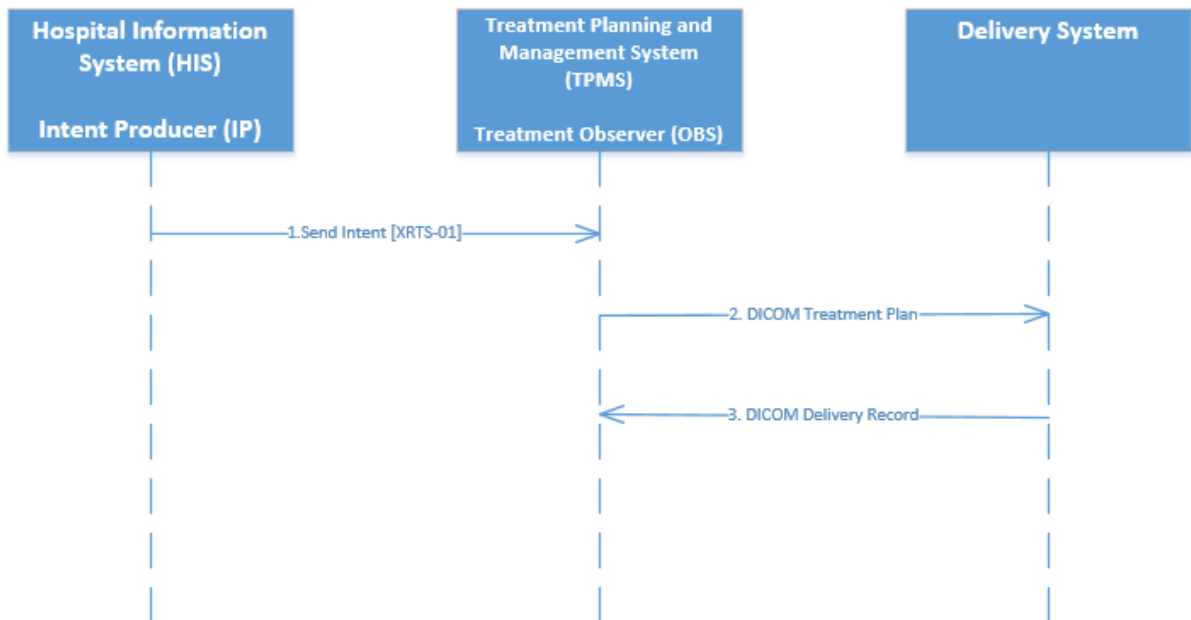 Hospital Information
System (HIS)
Intent Producer (IP)
Treatment Planning and
Management System
(TPMS)
Treatment Observer (OBS)
Delivery System
1.Send Intent [XRTS-01]
2. DICOM Treatment Plan
3. DICOM Delivery Record